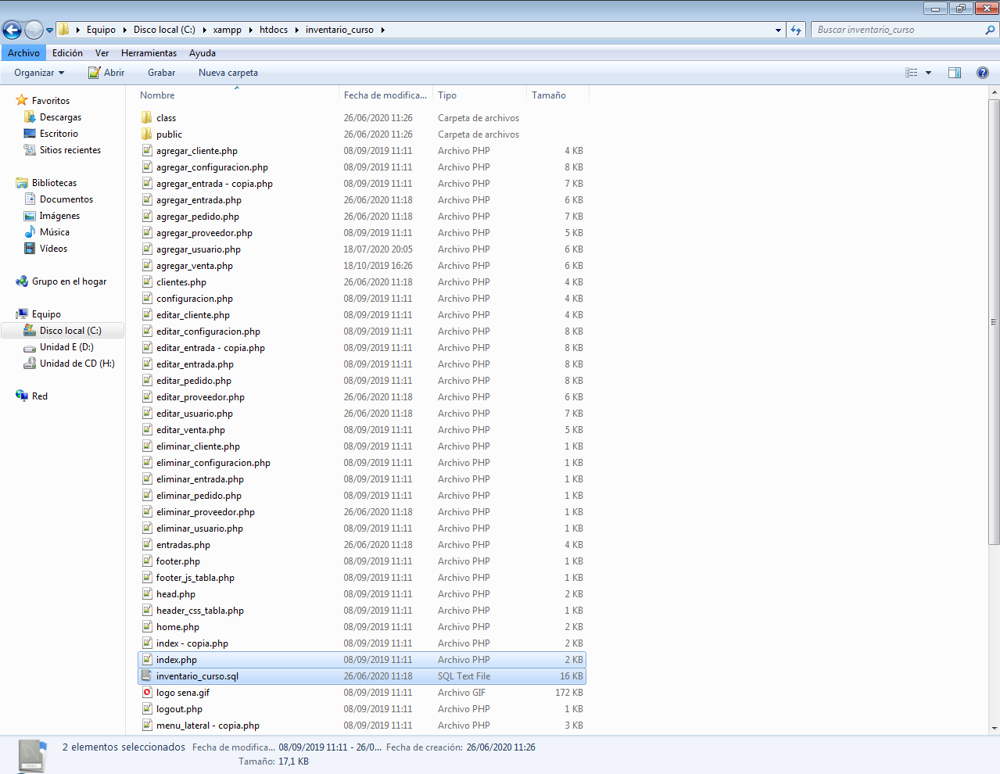 Equipo Disco local (C:) xampp htdocs inventario_curso Buscar inventario_curso
Archivo Edición Ver Herramientas Ayuda
Organizar Abrir Grabar Nueva carpeta
Favoritos
Descargas
Escritorio
Sitios recientes
Bibliotecas
Documentos
Imágenes
Música
Vídeos
Grupo en el hogar
Equipo
Disco local (C:)
Unidad E (D:)
Unidad de CD (H:)
Red
Nombre Fecha de modifica... Tipo Tamaño
class 26/06/2020 11:26 Carpeta de archivos
public 26/06/2020 11:26 Carpeta de archivos
agregar_cliente.php 08/09/2019 11:11 Archivo PHP 4 KB
agregar_configuracion.php 08/09/2019 11:11 Archivo PHP 8 KB
agregar_entrada - copia.php 08/09/2019 11:11 Archivo PHP 7 KB
agregar_entrada.php 26/06/2020 11:18 Archivo PHP 6 KB
agregar_pedido.php 26/06/2020 11:18 Archivo PHP 7 KB
agregar_proveedor.php 08/09/2019 11:11 Archivo PHP 5 KB
agregar_usuario.php 18/07/2020 20:05 Archivo PHP 6 KB
agregar_venta.php 18/10/2019 16:26 Archivo PHP 6 KB
clientes.php 26/06/2020 11:18 Archivo PHP 4 KB
configuracion.php 08/09/2019 11:11 Archivo PHP 4 KB
editar_cliente.php 08/09/2019 11:11 Archivo PHP 4 KB
editar_configuracion.php 08/09/2019 11:11 Archivo PHP 8 KB
editar_entrada - copia.php 08/09/2019 11:11 Archivo PHP 8 KB
editar_entrada.php 08/09/2019 11:11 Archivo PHP 8 KB
editar_pedido.php 08/09/2019 11:11 Archivo PHP 8 KB
editar_proveedor.php 26/06/2020 11:18 Archivo PHP 6 KB
editar_usuario.php 26/06/2020 11:18 Archivo PHP 7 KB
editar_venta.php 08/09/2019 11:11 Archivo PHP 5 KB
eliminar_cliente.php 08/09/2019 11:11 Archivo PHP 1 KB
eliminar_configuracion.php 08/09/2019 11:11 Archivo PHP 1 KB
eliminar_entrada.php 08/09/2019 11:11 Archivo PHP 1 KB
eliminar_pedido.php 08/09/2019 11:11 Archivo PHP 1 KB
eliminar_proveedor.php 26/06/2020 11:18 Archivo PHP 1 KB
eliminar_usuario.php 08/09/2019 11:11 Archivo PHP 1 KB
entradas.php 26/06/2020 11:18 Archivo PHP 4 KB
footer.php 08/09/2019 11:11 Archivo PHP 1 KB
footer_js_tabla.php 08/09/2019 11:11 Archivo PHP 1 KB
head.php 08/09/2019 11:11 Archivo PHP 2 KB
header_css_tabla.php 08/09/2019 11:11 Archivo PHP 1 KB
home.php 08/09/2019 11:11 Archivo PHP 2 KB
index - copia.php 08/09/2019 11:11 Archivo PHP 2 KB
index.php 08/09/2019 11:11 Archivo PHP 2 KB
inventario_curso.sql 26/06/2020 11:18 SQL Text File 16 KB
logo sena.gif 08/09/2019 11:11 Archivo GIF 172 KB
logout.php 08/09/2019 11:11 Archivo PHP 1 KB
menu_lateral - copia.php 08/09/2019 11:11 Archivo PHP 3 KB
2 elementos seleccionados Fecha de modifica... 08/09/2019 11:11 - 26/0... Fecha de creación: 26/06/2020 11:26
Tamaño: 17,1 KB